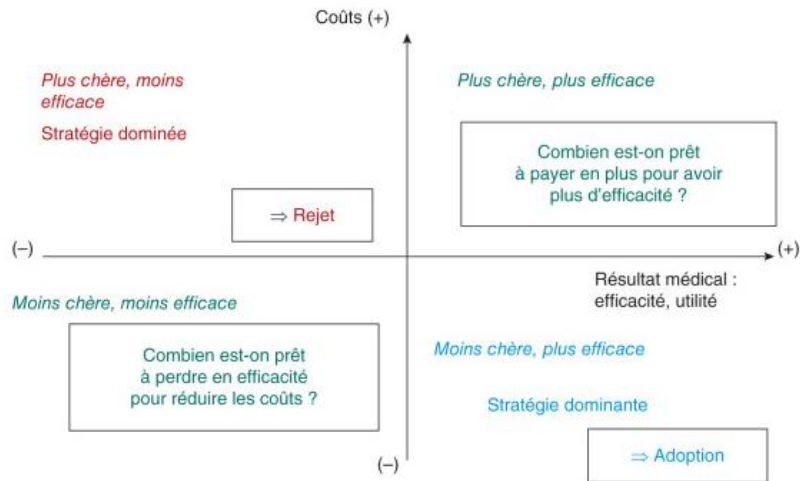 Coûts (+)
Plus chère, moins
efficace
Stratégie dominée
⇒ Rejet
Plus chère, plus efficace
Combien est-on prêt
à payer en plus pour avoir
plus d'efficacité ?
(–)
(+)
Résultat médical :
efficacité, utilité
Moins chère, moins efficace
Combien est-on prêt
à perdre en efficacité
pour réduire les coûts ?
Moins chère, plus efficace
Stratégie dominante
⇒ Adoption
(–)